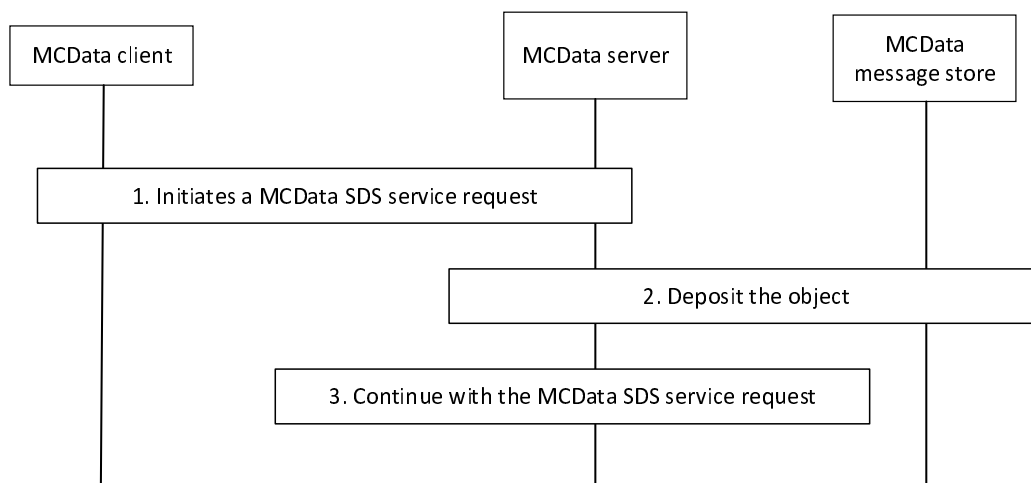 MCData client
MCData server
MCData
message store
1. Initiates a MCData SDS service request
2. Deposit the object
3. Continue with the MCData SDS service request